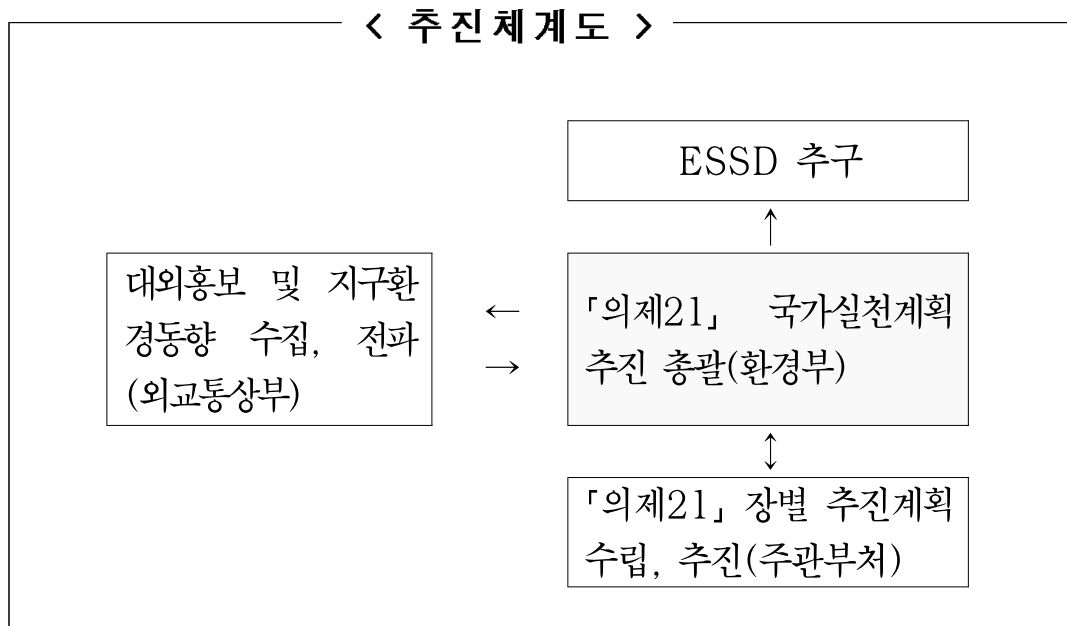 < 추진체계도 >
ESSD 추구
↑
대외홍보 및 지구환
경동향 수집, 전파
(외교통상부)
←
→
「의제21」 국가실천계획
추진 총괄(환경부)
↕
「의제21」 장별 추진계획
수립, 추진(주관부처)